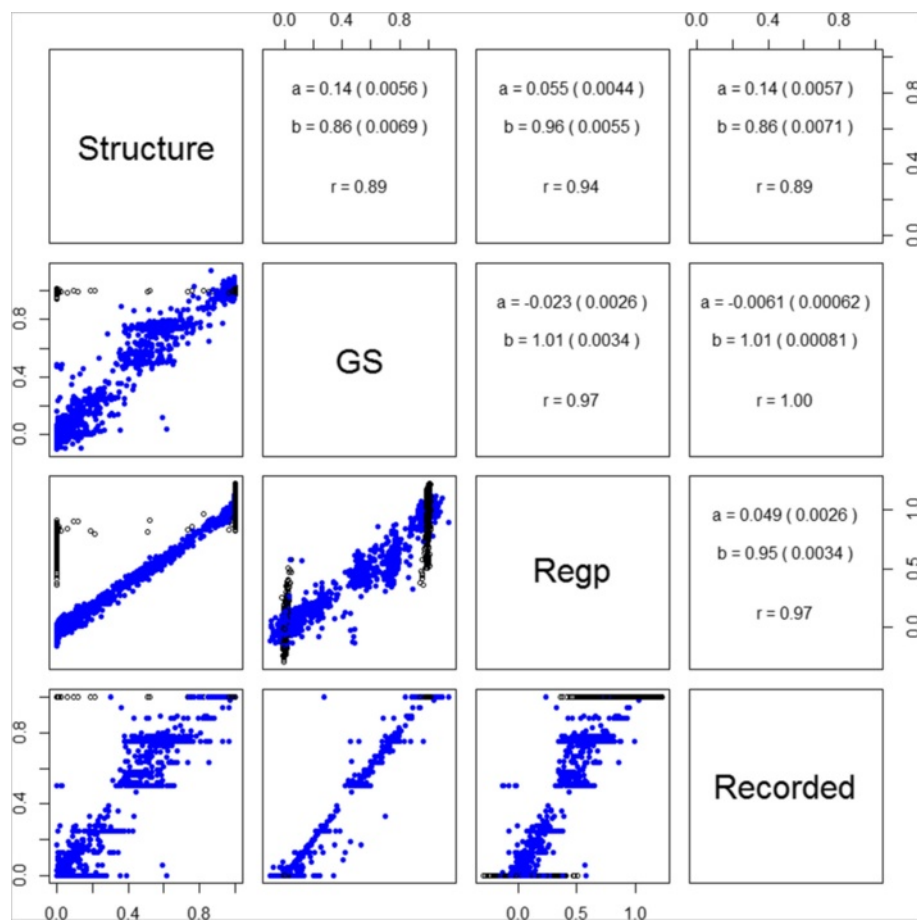 0.0 0.4 0.8 0.0 0.4 0.8
Structure
a = 0.14 ( 0.0056 )
b = 0.86 ( 0.0069 )
r = 0.89
a = 0.055 ( 0.0044 )
b = 0.96 ( 0.0055 )
r = 0.94
a = 0.14 ( 0.0057 )
b = 0.86 ( 0.0071 )
r = 0.89
0.8
0.4
0.0
0.8
0.4
0.0
GS
a = -0.023 ( 0.0026 )
b = 1.01 ( 0.0034 )
r = 0.97
a = -0.0061 ( 0.00062 )
b = 1.01 ( 0.00081 )
r = 1.00
Regp
a = 0.049 ( 0.0026 )
b = 0.95 ( 0.0034 )
r = 0.97
1.0
0.5
0.0
0.8
0.4
0.0
Recorded
0.0 0.4 0.8 0.0 0.5 1.0